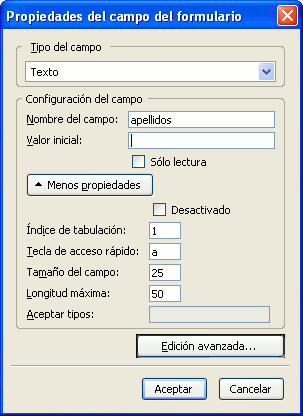 Propiedades del campo del formulario
Tipo del campo
Texto
Configuración del campo
Nombre del campo: apellidos
Valor inicial:
Sólo lectura
Menos propiedades
Desactivado
Índice de tabulación: 1
Tecla de acceso rápido: a
Tamaño del campo: 25
Longitud máxima: 50
Aceptar tipos:
Edición avanzada...
Aceptar Cancelar